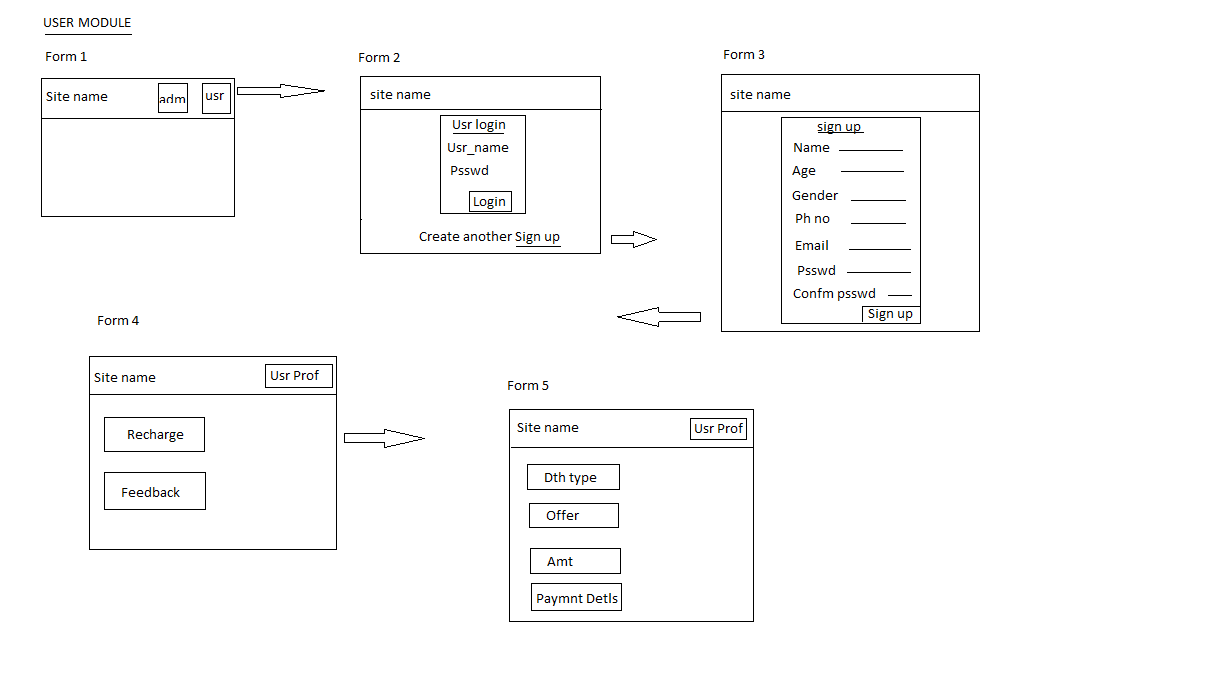 USER MODULE
Form 1
Site name
adm
usr
Form 2
site name
Usr login
Usr_name
Psswd
Login
Create another Sign up
Form 3
site name
sign up
Name
Age
Gender
Ph no
Email
Psswd
Confm psswd
Sign up
Form 4
Site name
Usr Prof
Recharge
Feedback
Form 5
Site name
Usr Prof
Dth type
Offer
Amt
Paymnt Detls